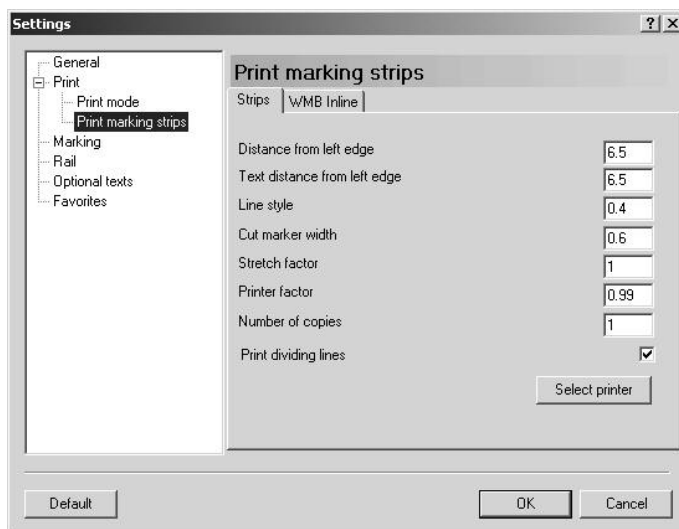 Settings
General
Print
Print mode
Print marking strips
Marking
Rail
Optional texts
Favorites
Print marking strips
Strips WMB Inline
Distance from left edge 6.5
Text distance from left edge 6.5
Line style 0.4
Cut marker width 0.6
Stretch factor 1
Printer factor 0.99
Number of copies 1
Print dividing lines
Select printer
Default OK Cancel